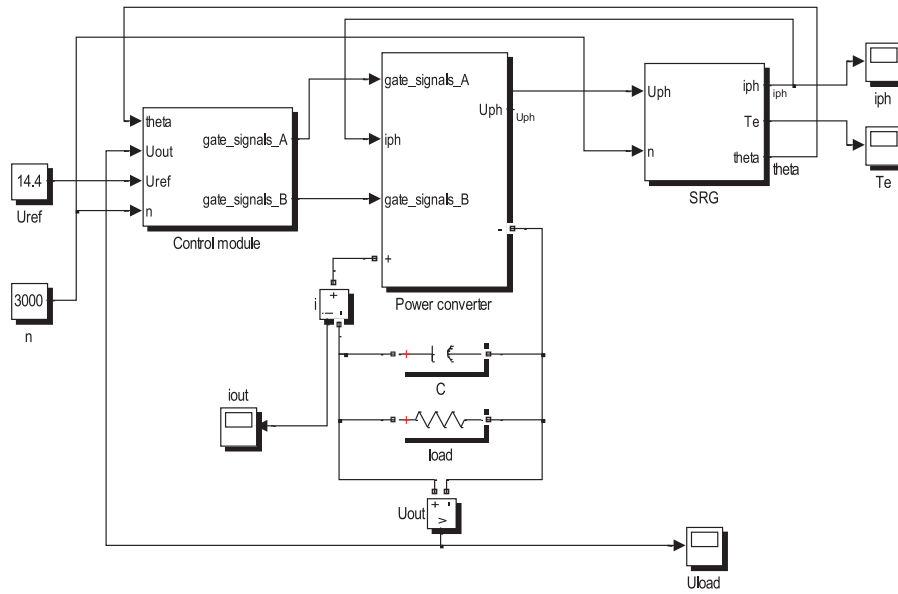 theta
Uout
Uref
n
gate_signals_A
gate_signals_B
Control module
14.4
Uref
3000
n
gate_signals_A
iph
gate_signals_B
Uph
Uph
+
-
Power converter
Uph
n
iph
iph
Te
theta
theta
SRG
iph
Te
i
+
i
-
iout
+
C
+
load
Uout
+
-
v
Uload